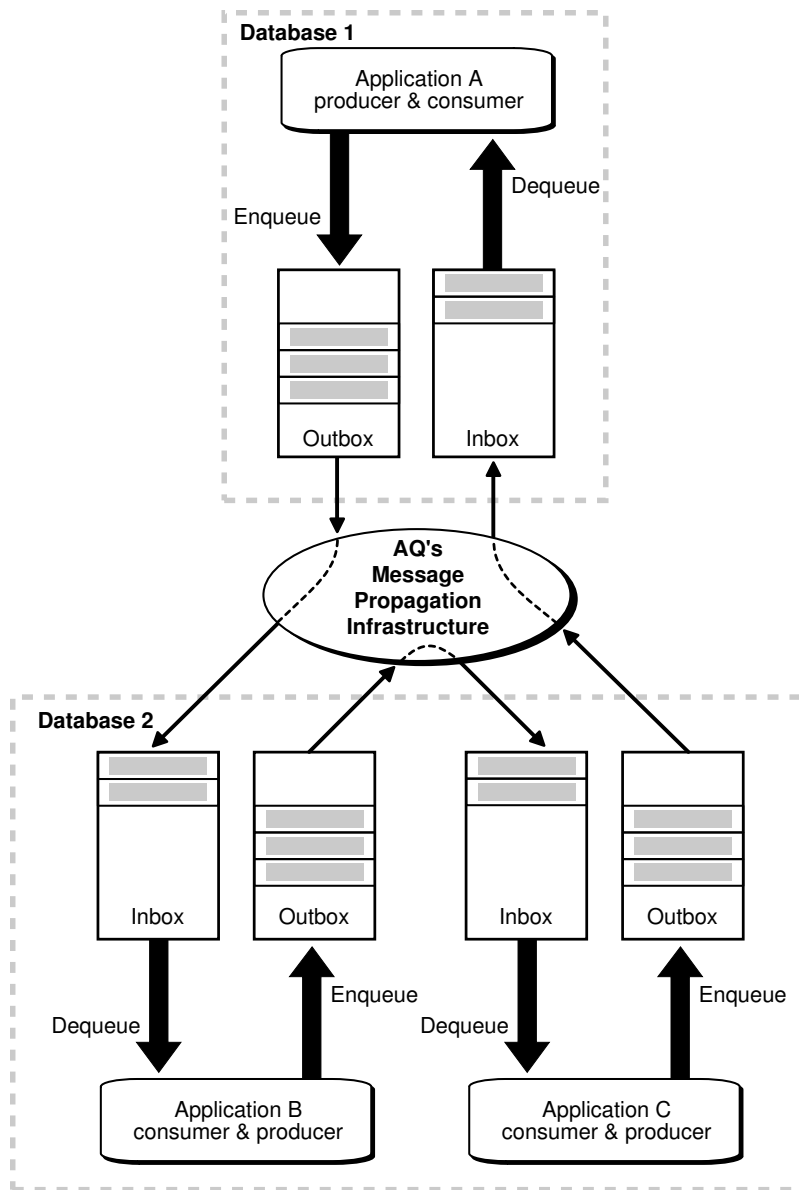 Database 1
Application A
producer & consumer
Enqueue
Dequeue
Outbox
Inbox
AQ's
Message
Propagation
Infrastructure
Database 2
Inbox
Outbox
Inbox
Outbox
Dequeue
Enqueue
Dequeue
Enqueue
Application B
consumer & producer
Application C
consumer & producer